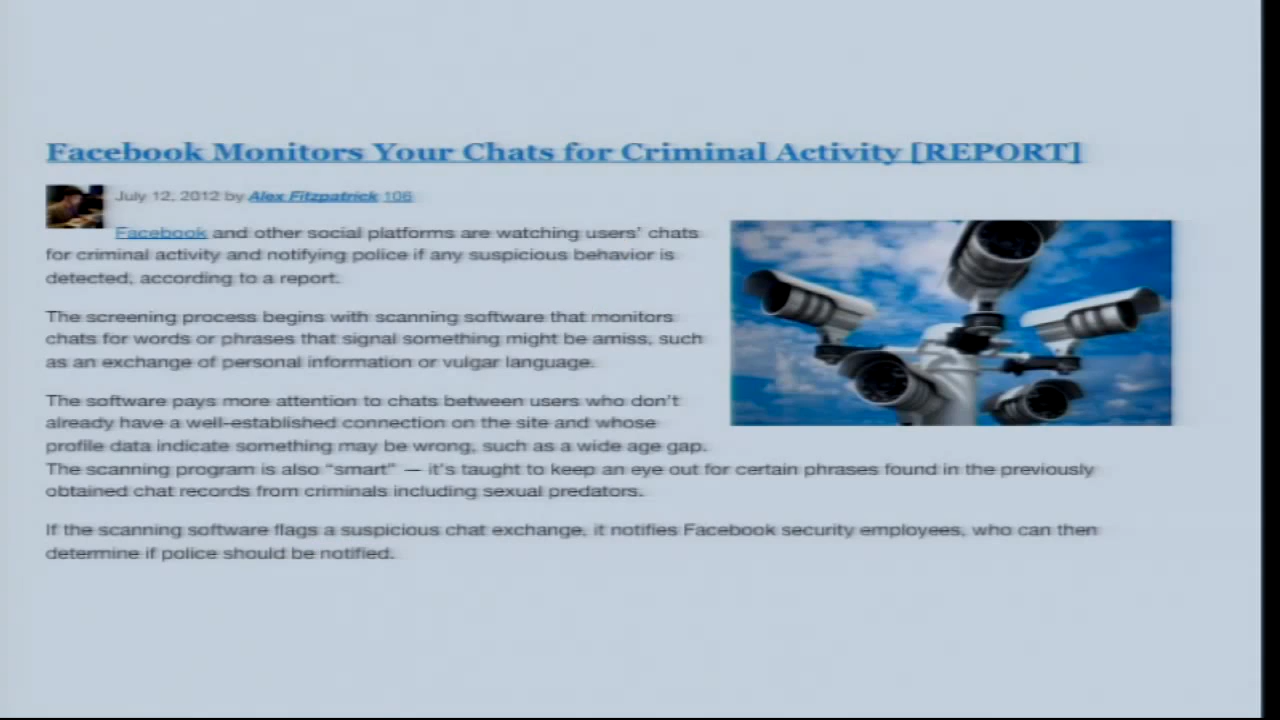 Facebook Monitors Your Chats for Criminal Activity [REPORT]
July 12, 2012 by Alex Fitzpatrick 106
Facebook and other social platforms are watching users' chats
for criminal activity and notifying police if any suspicious behavior is
detected, according to a report.
The screening process begins with scanning software that monitors
chats for words or phrases that signal something might be amiss, such
as an exchange of personal information or vulgar language.
The software pays more attention to chats between users who don't
already have a well-established connection on the site and whose
profile data indicate something may be wrong, such as a wide age gap.
The scanning program is also “smart” — it's taught to keep an eye out for certain phrases found in the previously
obtained chat records from criminals including sexual predators.
If the scanning software flags a suspicious chat exchange, it notifies Facebook security employees, who can then
determine if police should be notified.